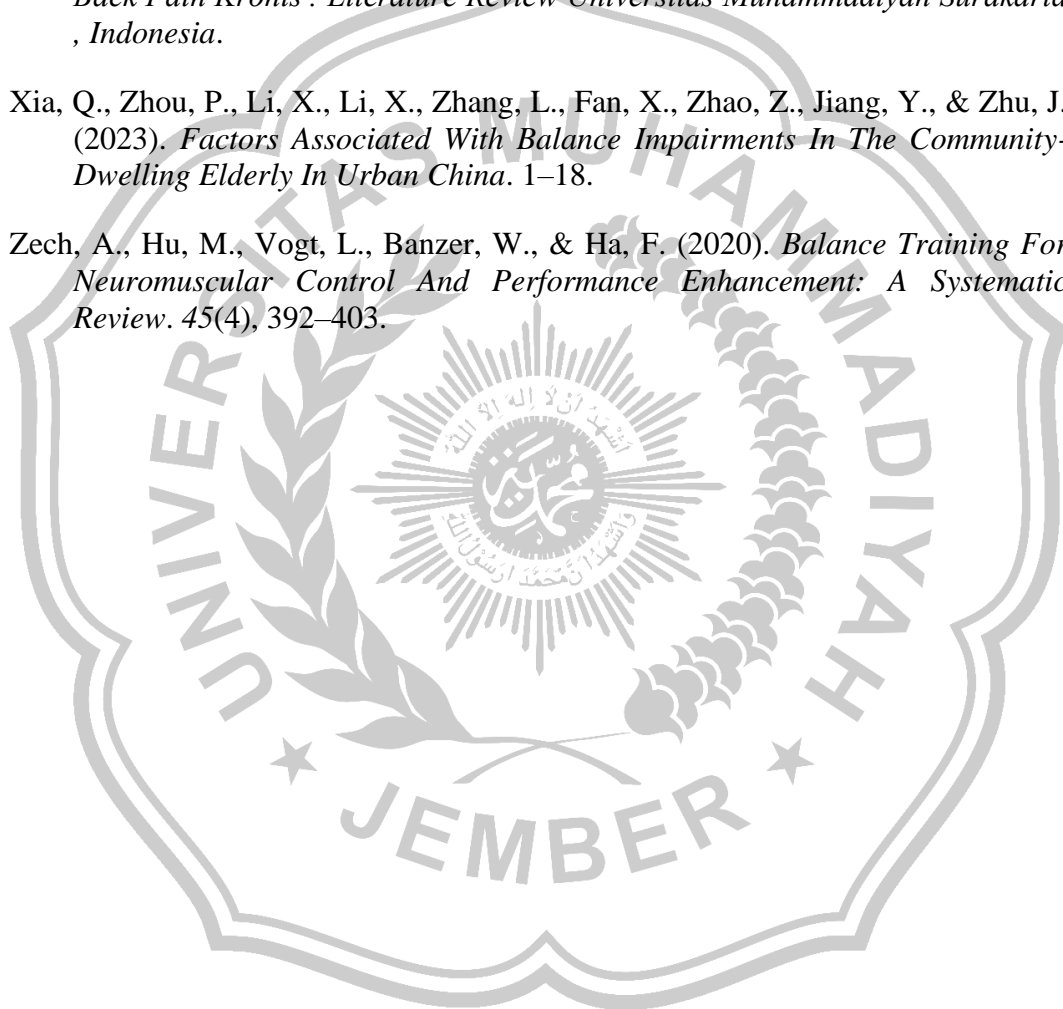 Back Pain Kronis : Literature Review Universitas Muhammadiyah Surakarta
, Indonesia.
Xia, Q., Zhou, P., Li, X., Li, X., Zhang, L., Fan, X., Zhao, Z., Jiang, Y., & Zhu, J.
(2023). Factors Associated With Balance Impairments In The Community-
Dwelling Elderly In Urban China. 1–18.
Zech, A., Hu, M., Vogt, L., Banzer, W., & Ha, F. (2020). Balance Training For
Neuromuscular Control And Performance Enhancement: A Systematic
Review. 45(4), 392–403.
UNIVERSITAS MUHAMMADIYAH
اَشْهَدُ اَنْ لَا اِلٰهَ اِلَّا اللّٰهُ
محمدية
وَاَشْهَدُ اَنَّ مُحَمَّدًا رَسُوْلُ اللّٰهِ
JEMBER